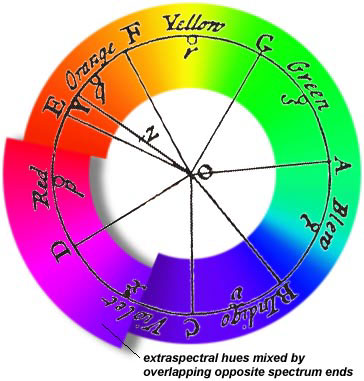 Yellow
F
r
G
Orange
Green
E
Y
q
s
Z
O
A
Red
p
Blew
t
D
Violet
x
C
v
Indigo
B
extraspectral hues mixed by
overlapping opposite spectrum ends